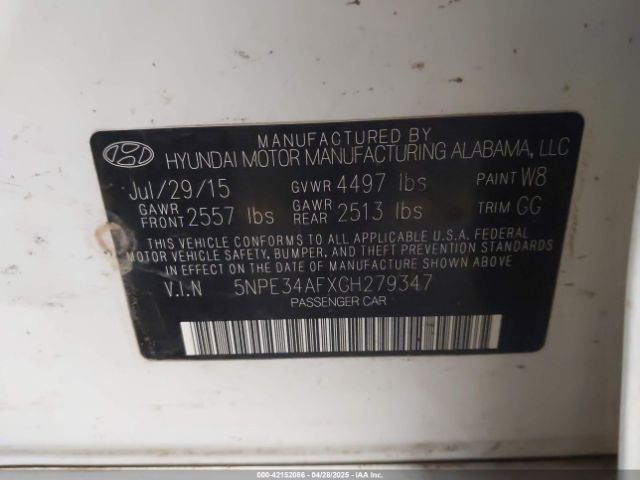 MANUFACTURED BY
HYUNDAI MOTOR MANUFACTURING ALABAMA, LLC
Jul/29/15 GVWR 4497 lbs PAINT W8
GAWR FRONT 2557 lbs GAWR REAR 2513 lbs TRIM GG
THIS VEHICLE CONFORMS TO ALL APPLICABLE U.S.A. FEDERAL
MOTOR VEHICLE SAFETY, BUMPER, AND THEFT PREVENTION STANDARDS
IN EFFECT ON THE DATE OF MANUFACTURE SHOWN ABOVE
V.I.N 5NPE34AFXGH279347
PASSENGER CAR
000-42152086 - 04/28/2025 - IAA Corp.